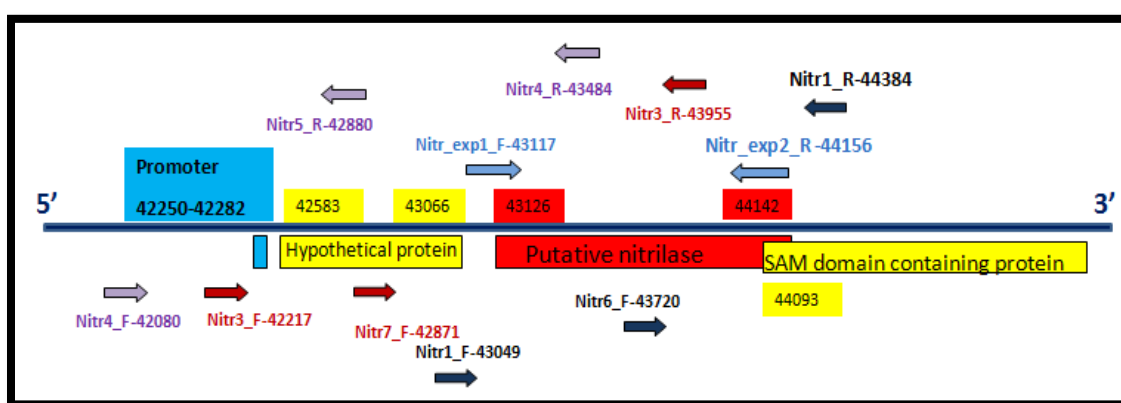 Nitr4_R-43484
Nitr1_R-44384
Nitr5_R-42880
Nitr3_R-43955
Nitr_exp1_F-43117
Nitr_exp2_R-44156
Promoter
42250-42282
5’
42583
43066
43126
44142
3’
Hypothetical protein
Putative nitrilase
SAM domain containing protein
44093
Nitr4_F-42080
Nitr3_F-42217
Nitr7_F-42871
Nitr6_F-43720
Nitr1_F-43049